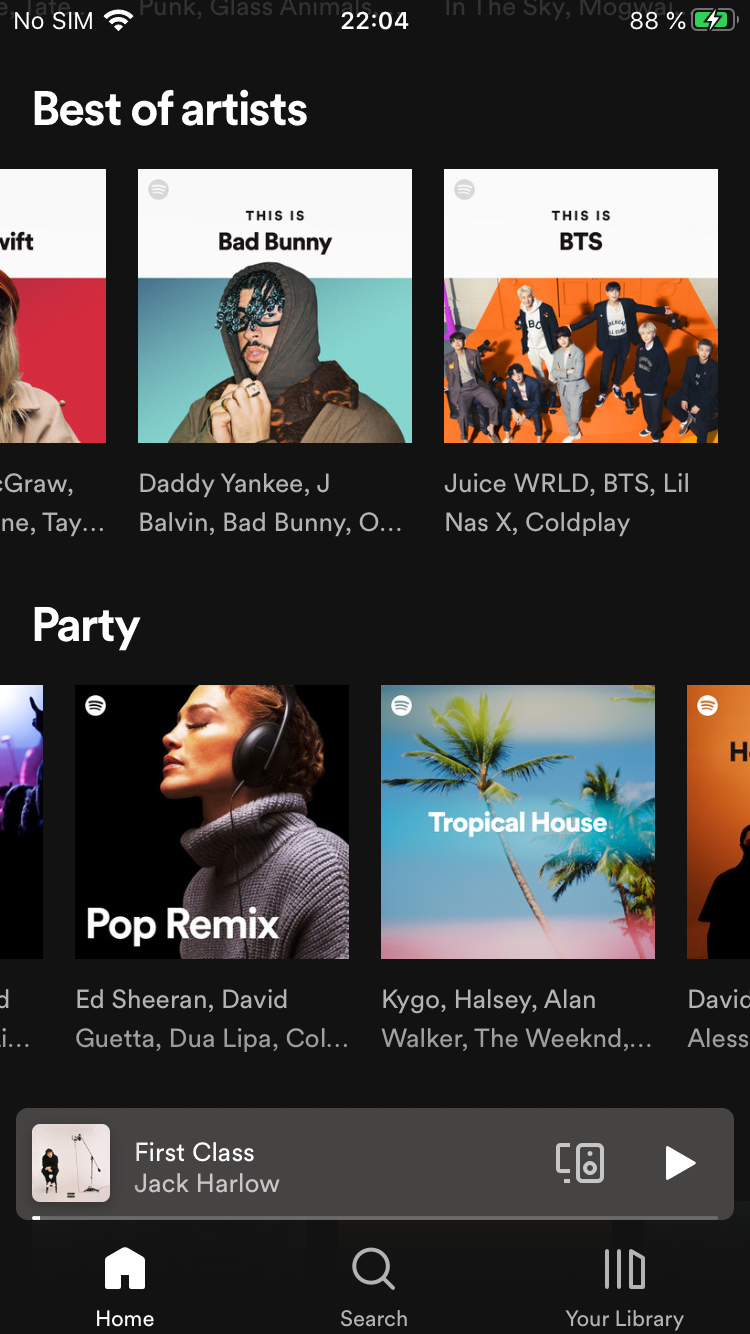 Punk, Glass Animals,
In The Sky, Mogwai
No SIM 22:04 88 %
Best of artists
vift
THIS IS
Bad Bunny
THIS IS
BTS
cGraw,
ne, Tay...
Daddy Yankee, J
Balvin, Bad Bunny, O...
Juice WRLD, BTS, Lil
Nas X, Coldplay
Party
Pop Remix
Tropical House
H
d
Li...
Ed Sheeran, David
Guetta, Dua Lipa, Col...
Kygo, Halsey, Alan
Walker, The Weeknd,...
David
Aless
First Class
Jack Harlow
Home
Search
Your Library